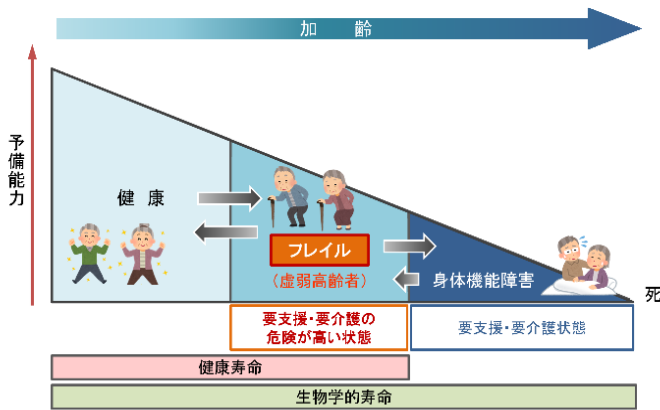 加齢
予備能力
健康
フレイル
(虚弱高齢者)
身体機能障害
死
要支援・要介護の
危険が高い状態
要支援・要介護状態
健康寿命
生物学的寿命